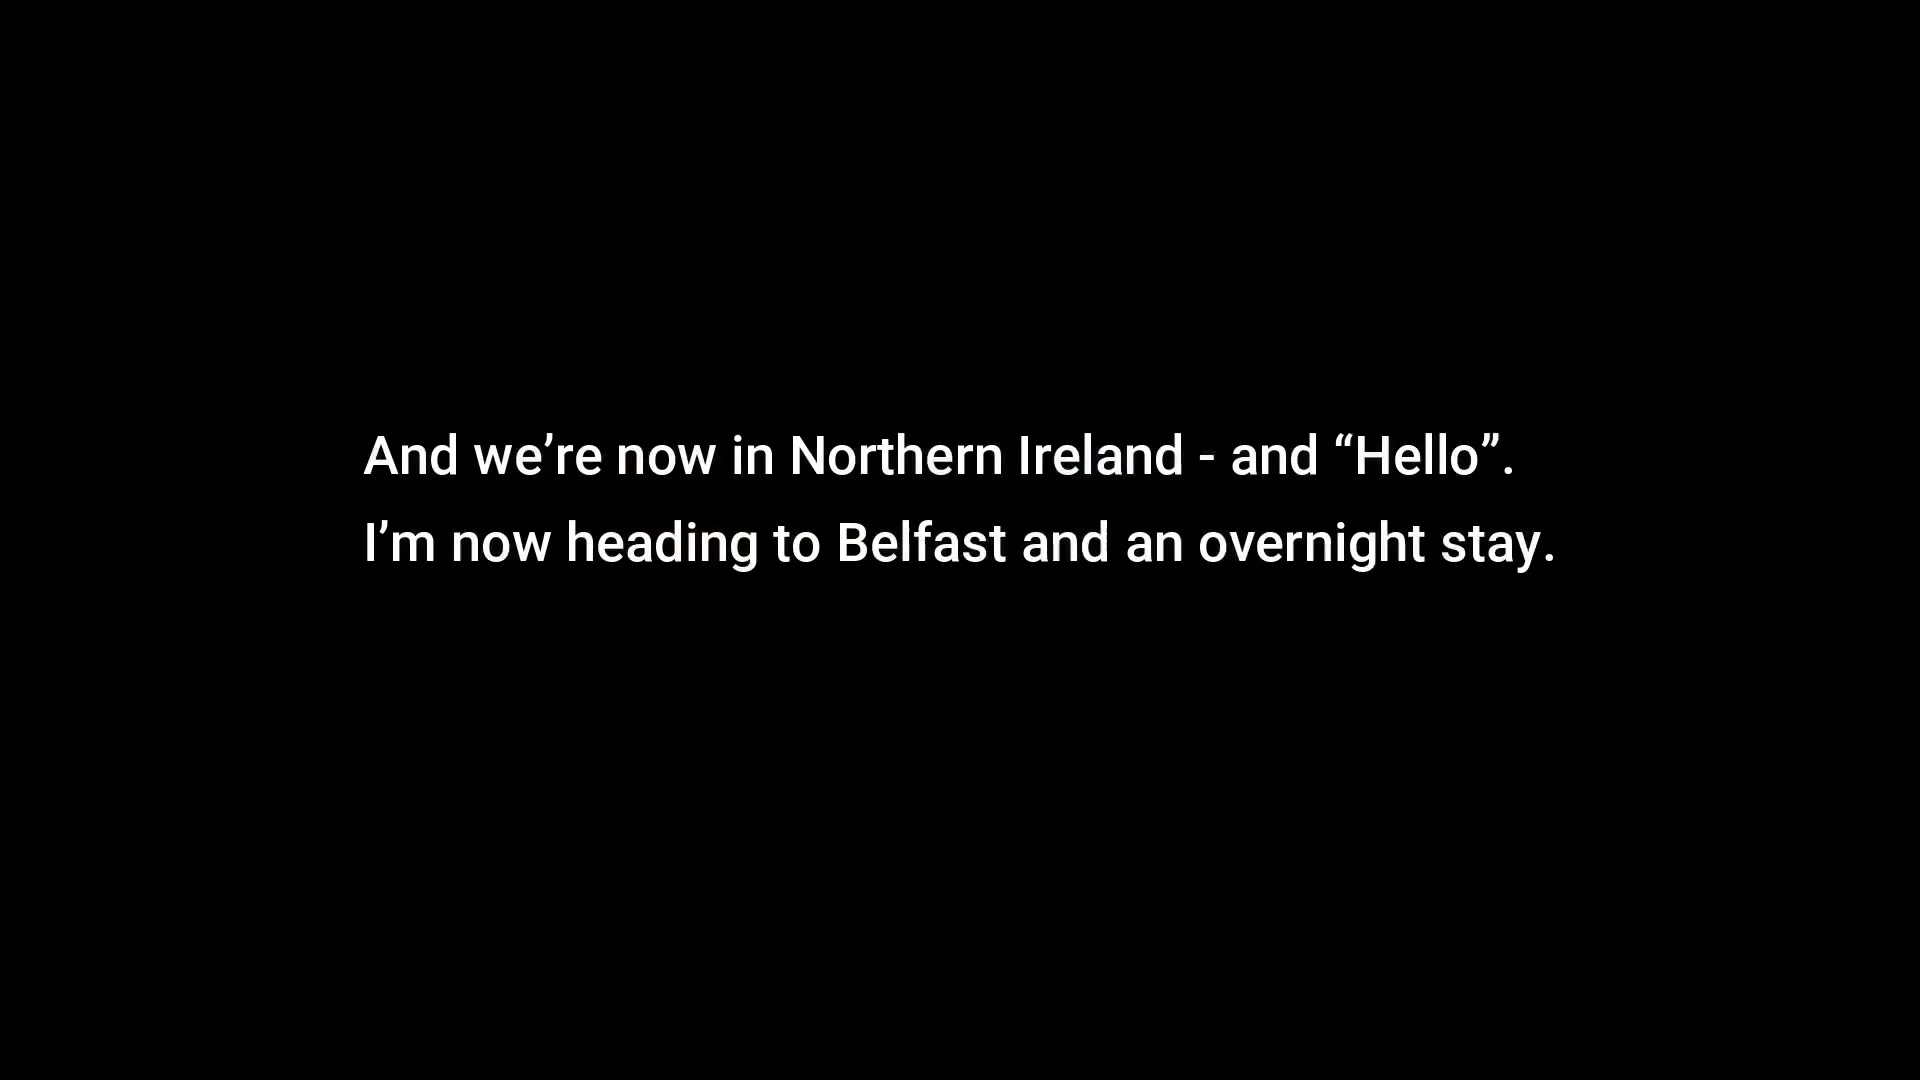 And we’re now in Northern Ireland - and “Hello”.
I’m now heading to Belfast and an overnight stay.